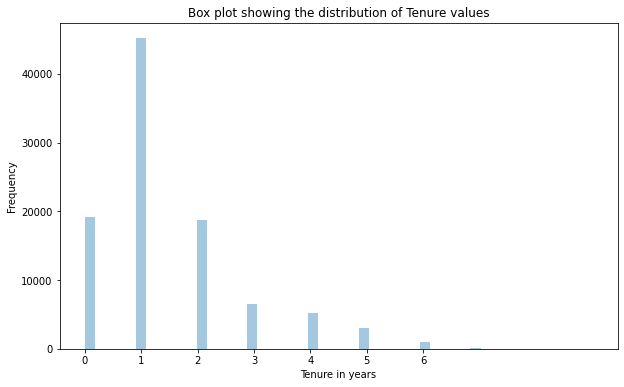 Box plot showing the distribution of Tenure values
Frequency
40000
30000
20000
10000
0
0 1 2 3 4 5 6
Tenure in years